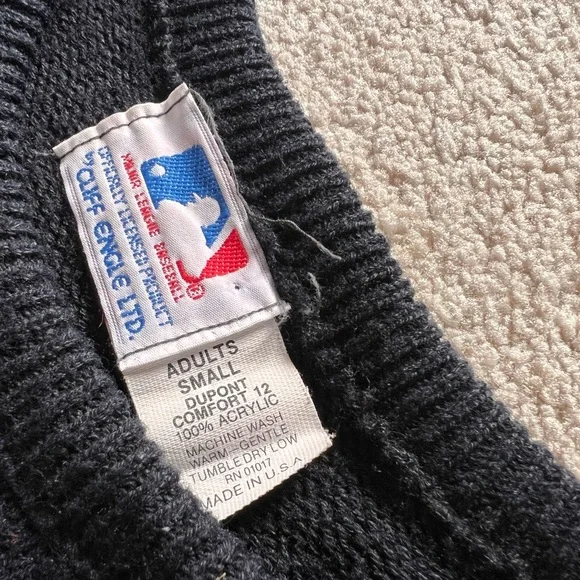 MAJOR LEAGUE BASEBALL ®
OFFICIALLY LICENSED PRODUCT
CLIFF ENGLE LTD.
ADULTS
SMALL
DUPONT
COMFORT 12
100% ACRYLIC
MACHINE WASH
WARM - GENTLE
TUMBLE DRY LOW
RN 01017
MADE IN U.S.A.